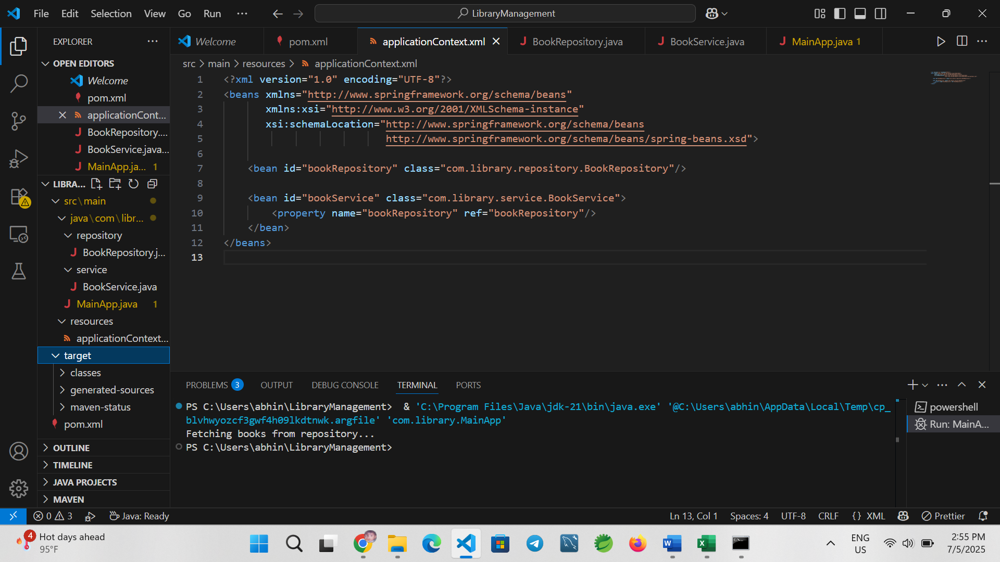 File Edit Selection View Go Run ···
LibraryManagement
EXPLORER ···
OPEN EDITORS
Welcome
pom.xml
applicationCont...
BookRepository....
BookService.java...
MainApp.ja... 1
LIBRA...
src\main
java\com\libr...
repository
BookRepository.j...
service
BookService.java
MainApp.java 1
resources
applicationContext...
target
classes
generated-sources
maven-status
pom.xml
OUTLINE
TIMELINE
JAVA PROJECTS
MAVEN
Welcome pom.xml applicationContext.xml BookRepository.java BookService.java MainApp.java 1
src > main > resources > applicationContext.xml
1 <?xml version="1.0" encoding="UTF-8"?>
2 <beans xmlns="http://www.springframework.org/schema/beans"
3 xmlns:xsi="http://www.w3.org/2001/XMLSchema-instance"
4 xsi:schemaLocation="http://www.springframework.org/schema/beans
5 http://www.springframework.org/schema/beans/spring-beans.xsd">
6
7 <bean id="bookRepository" class="com.library.repository.BookRepository"/>
8
9 <bean id="bookService" class="com.library.service.BookService">
10 <property name="bookRepository" ref="bookRepository"/>
11 </bean>
12 </beans>
13
PROBLEMS 3 OUTPUT DEBUG CONSOLE TERMINAL PORTS
PS C:\Users\abhin\LibraryManagement> & 'C:\Program Files\Java\jdk-21\bin\java.exe' '@C:\Users\abhin\AppData\Local\Temp\cp_
blvhwyozcf3gwf4h09lkdtnwk.argfile' 'com.library.MainApp'
Fetching books from repository...
PS C:\Users\abhin\LibraryManagement>
powershell
Run: MainA...
0 3 Java: Ready Ln 13, Col 1 Spaces: 4 UTF-8 CRLF {} XML Prettier
4 Hot days ahead
95°F
ENG
US
2:55 PM
7/5/2025